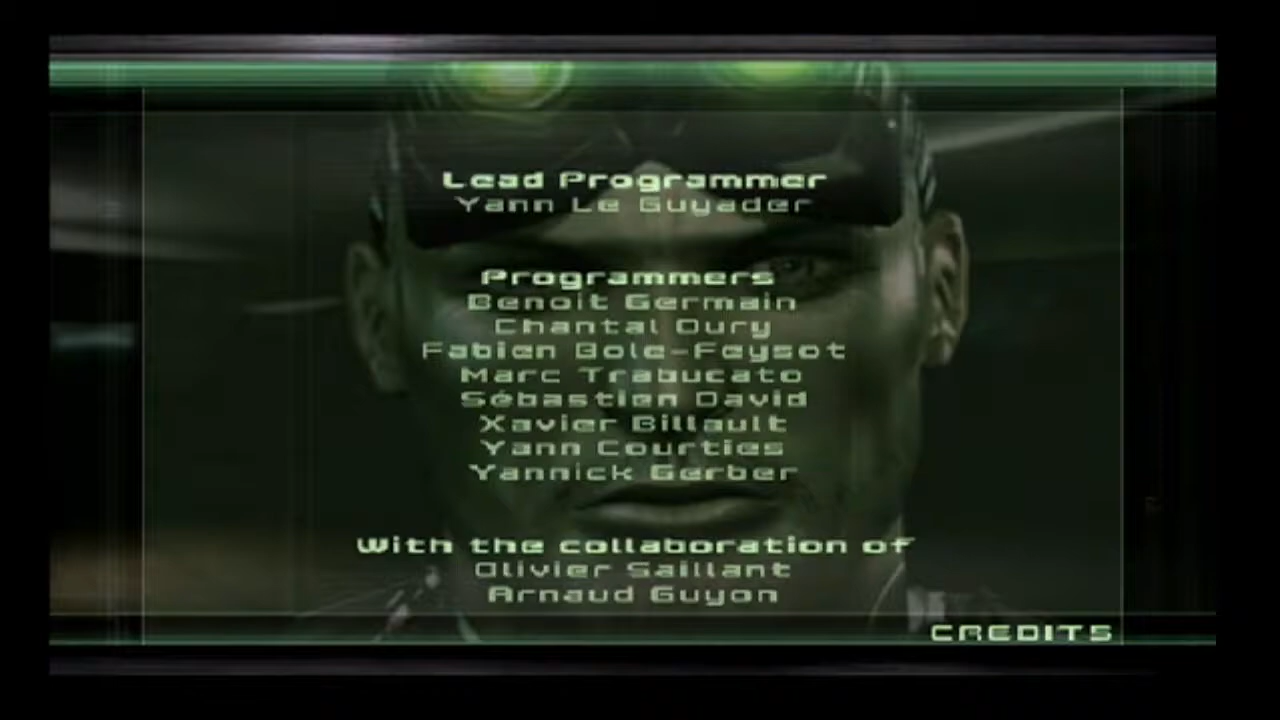 Lead Programmer
Yann Le Guyader
Programmers
Benoit Germain
Chantal Oury
Fabien Bole-Feysot
Marc Trabucato
Sébastien David
Xavier Billault
Yann Courties
Yannick Gerber
With the collaboration of
Olivier Saillant
Arnaud Guyon
CREDITS